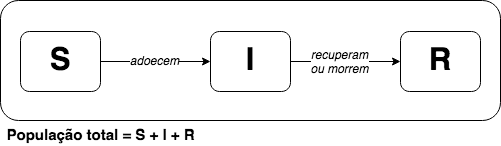 S
adoecem
I
recuperam
ou morrem
R
População total = S + I + R